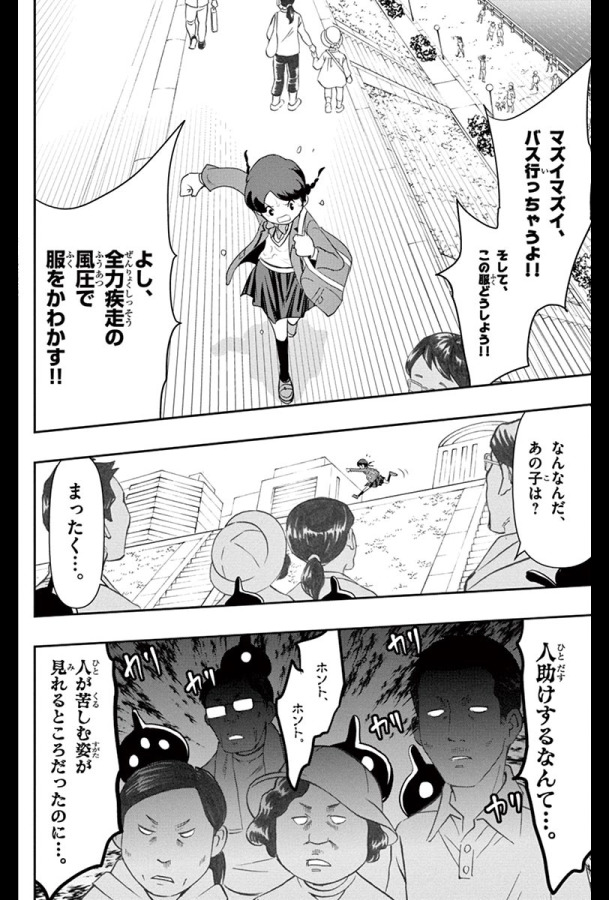 マズイマズイ、
バス行っちゃうよ!!
そして、
この服どうしよう!!
よし、
全力疾走の
風圧で
服をかわかす!!
なんなんだ、
あの子は?
まったく…。
人助けするなんて…。
ホント、
ホント。
人が苦しむ姿が
見れるところだったのに…。
カリ
カリ
カリ
カリ